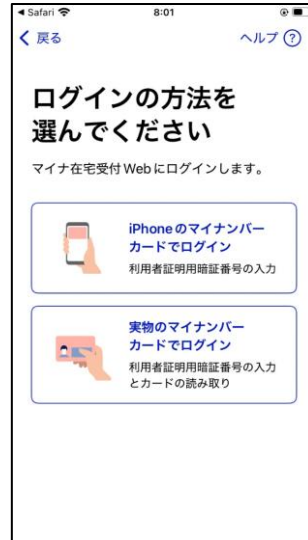 Safari
8:01
戻る
ヘルプ ?
ログインの方法を
選んでください
マイナ在宅受付Webにログインします。
iPhoneのマイナンバー
カードでログイン
利用者証明用暗証番号の入力
実物のマイナンバー
カードでログイン
利用者証明用暗証番号の入力
とカードの読み取り